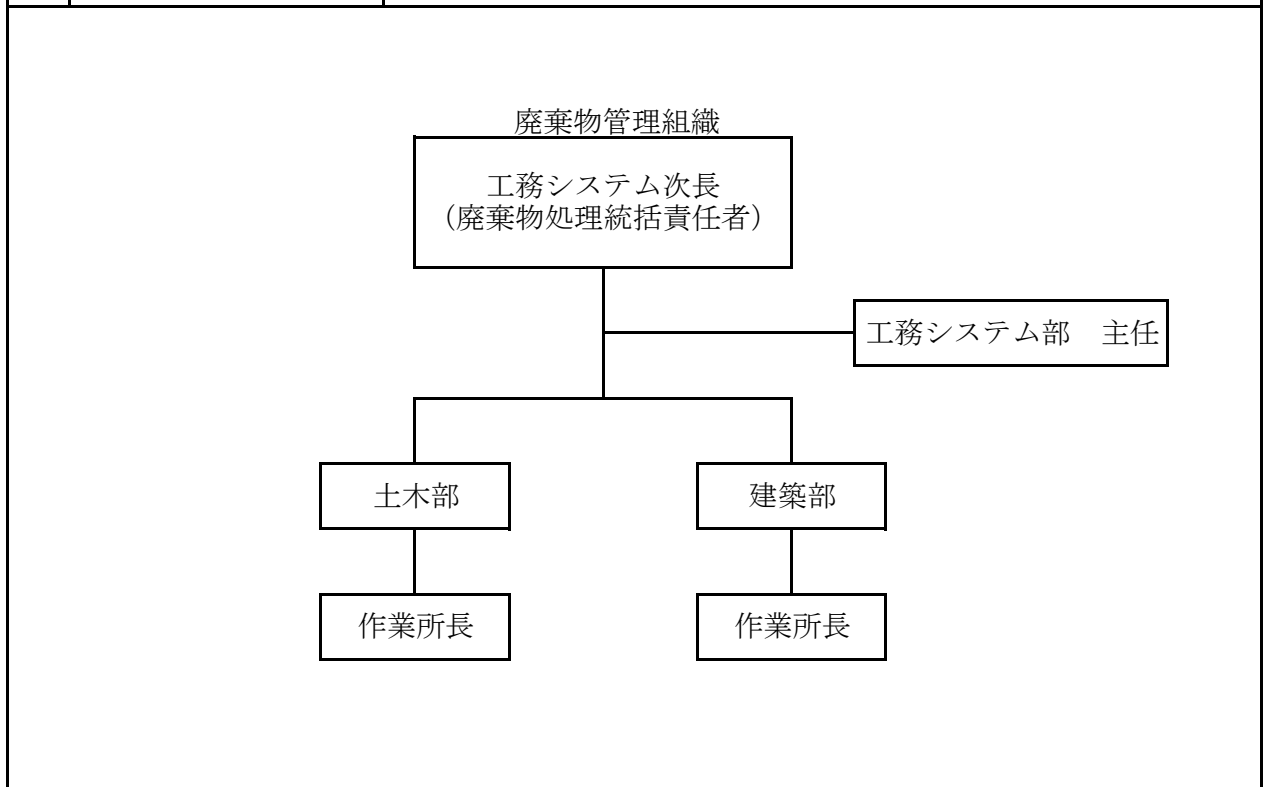 廃棄物管理組織
工務システム次長
（廃棄物処理統括責任者）
工務システム部　主任
土木部
建築部
作業所長
作業所長